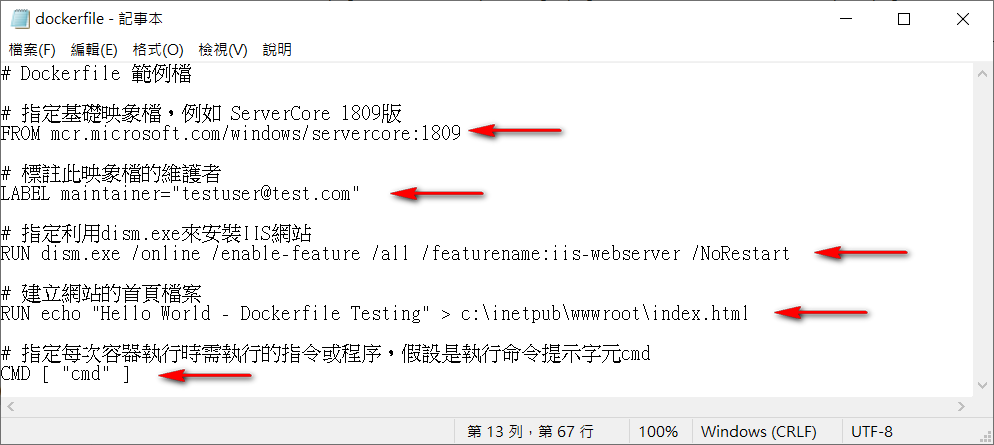 dockerfile - 記事本
檔案(F) 編輯(E) 格式(O) 檢視(V) 說明
# Dockerfile 範例檔
# 指定基礎映象檔，例如 ServerCore 1809版
FROM mcr.microsoft.com/windows/servercore:1809
# 標註此映象檔的維護者
LABEL maintainer="testuser@test.com"
# 指定利用dism.exe來安裝IIS網站
RUN dism.exe /online /enable-feature /all /featurename:iis-webserver /NoRestart
# 建立網站的首頁檔案
RUN echo "Hello World - Dockerfile Testing" > c:\inetpub\wwwroot\index.html
# 指定每次容器執行時需執行的指令或程序，假設是執行命令提示字元cmd
CMD [ "cmd" ]
第 13 列，第 67 行 100% Windows (CRLF) UTF-8